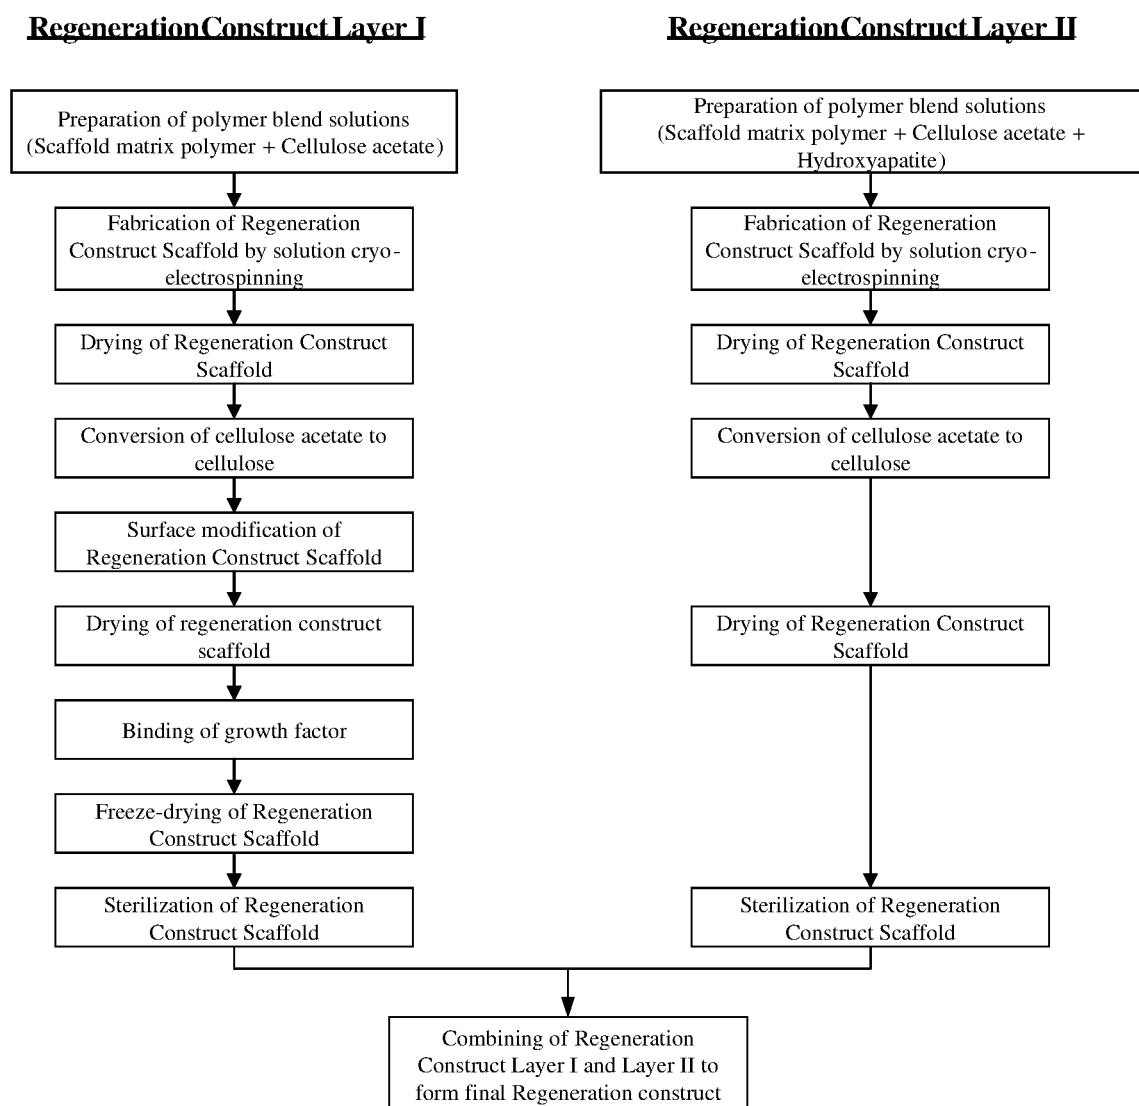 Regeneration Construct Layer I
Preparation of polymer blend solutions
(Scaffold matrix polymer + Cellulose acetate)
Fabrication of Regeneration
Construct Scaffold by solution cryo-
electrospinning
Drying of Regeneration Construct
Scaffold
Conversion of cellulose acetate to
cellulose
Surface modification of
Regeneration Construct Scaffold
Drying of regeneration construct
scaffold
Binding of growth factor
Freeze-drying of Regeneration
Construct Scaffold
Sterilization of Regeneration
Construct Scaffold
Regeneration Construct Layer II
Preparation of polymer blend solutions
(Scaffold matrix polymer + Cellulose acetate +
Hydroxyapatite)
Fabrication of Regeneration
Construct Scaffold by solution cryo-
electrospinning
Drying of Regeneration Construct
Scaffold
Conversion of cellulose acetate to
cellulose
Drying of Regeneration Construct
Scaffold
Sterilization of Regeneration
Construct Scaffold
Combining of Regeneration
Construct Layer I and Layer II to
form final Regeneration construct